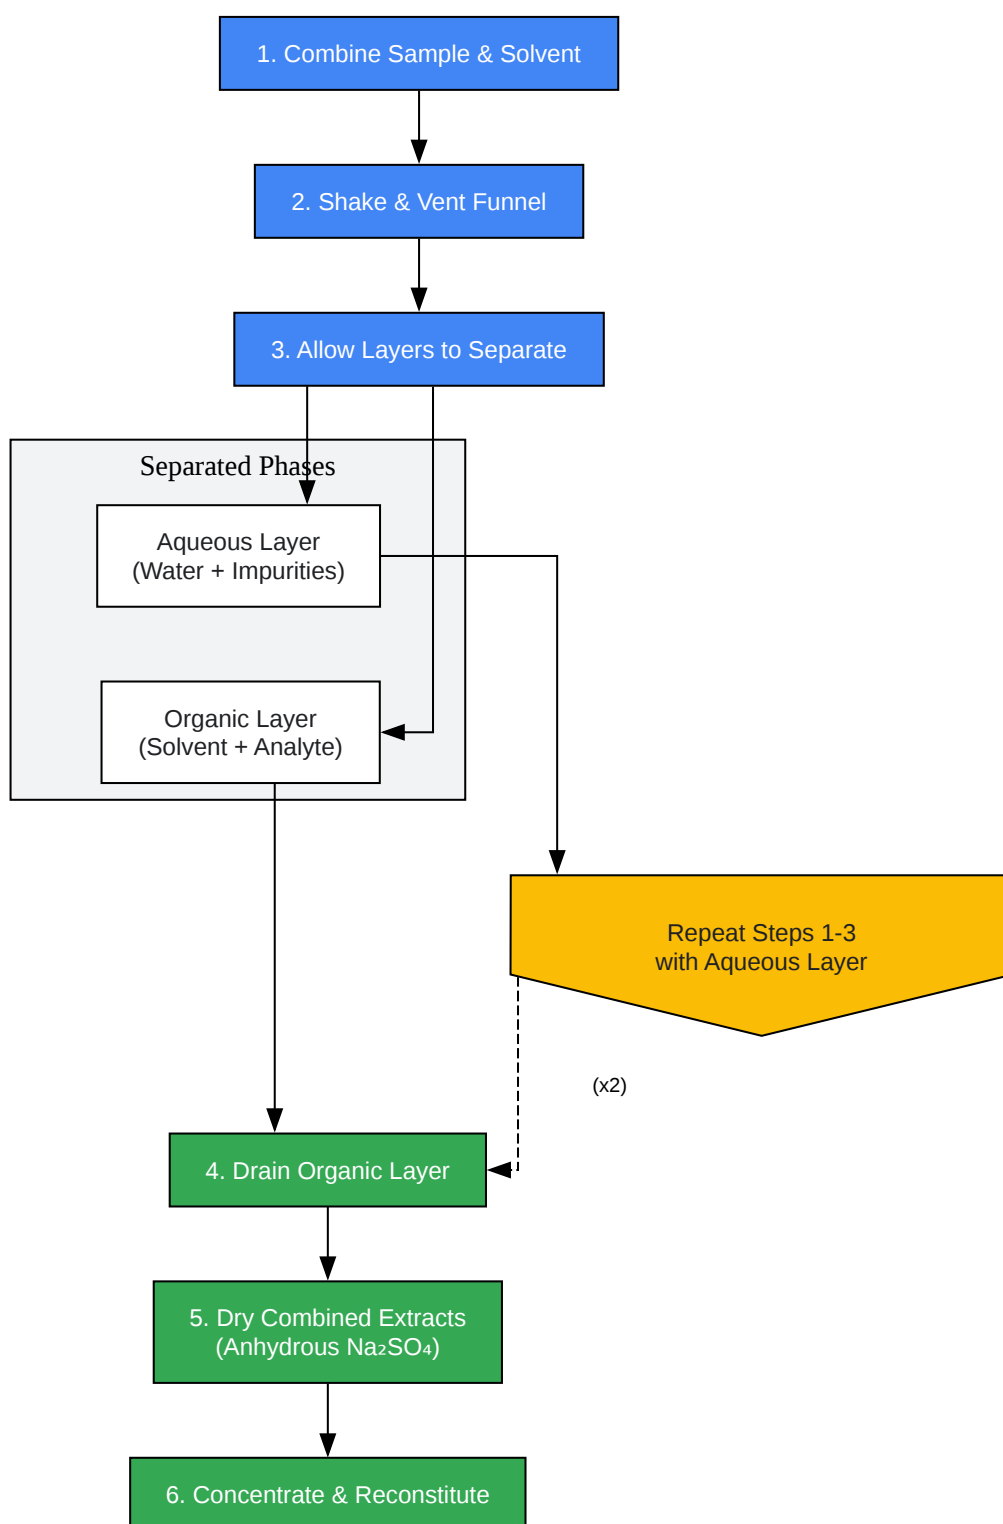 1. Combine Sample & Solvent
2. Shake & Vent Funnel
3. Allow Layers to Separate
Separated Phases
Aqueous Layer
(Water + Impurities)
Organic Layer
(Solvent + Analyte)
Repeat Steps 1-3
with Aqueous Layer
(x2)
4. Drain Organic Layer
5. Dry Combined Extracts
(Anhydrous Na₂SO₄)
6. Concentrate & Reconstitute